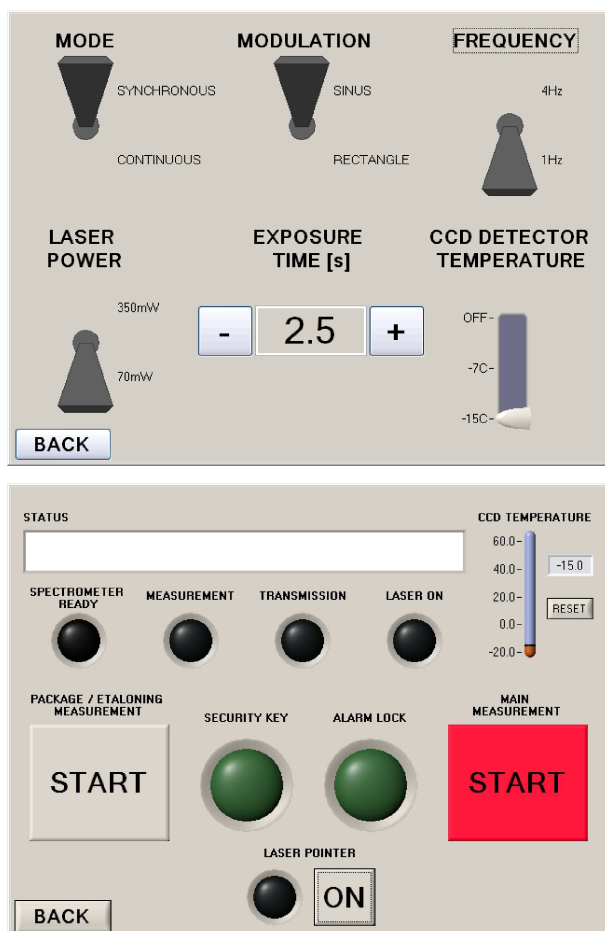 MODE
MODULATION
FREQUENCY
SYNCHRONOUS
SINUS
4Hz
CONTINUOUS
RECTANGLE
1Hz
LASER
POWER
EXPOSURE
TIME [s]
CCD DETECTOR
TEMPERATURE
350mW
70mW
-
2.5
+
OFF-
-7C-
-15C-
BACK
STATUS
CCD TEMPERATURE
60.0-
40.0-
20.0-
0.0-
-20.0-
-15.0
RESET
SPECTROMETER
READY
MEASUREMENT
TRANSMISSION
LASER ON
PACKAGE / ETALONING
MEASUREMENT
START
SECURITY KEY
ALARM LOCK
MAIN
MEASUREMENT
START
LASER POINTER
ON
BACK